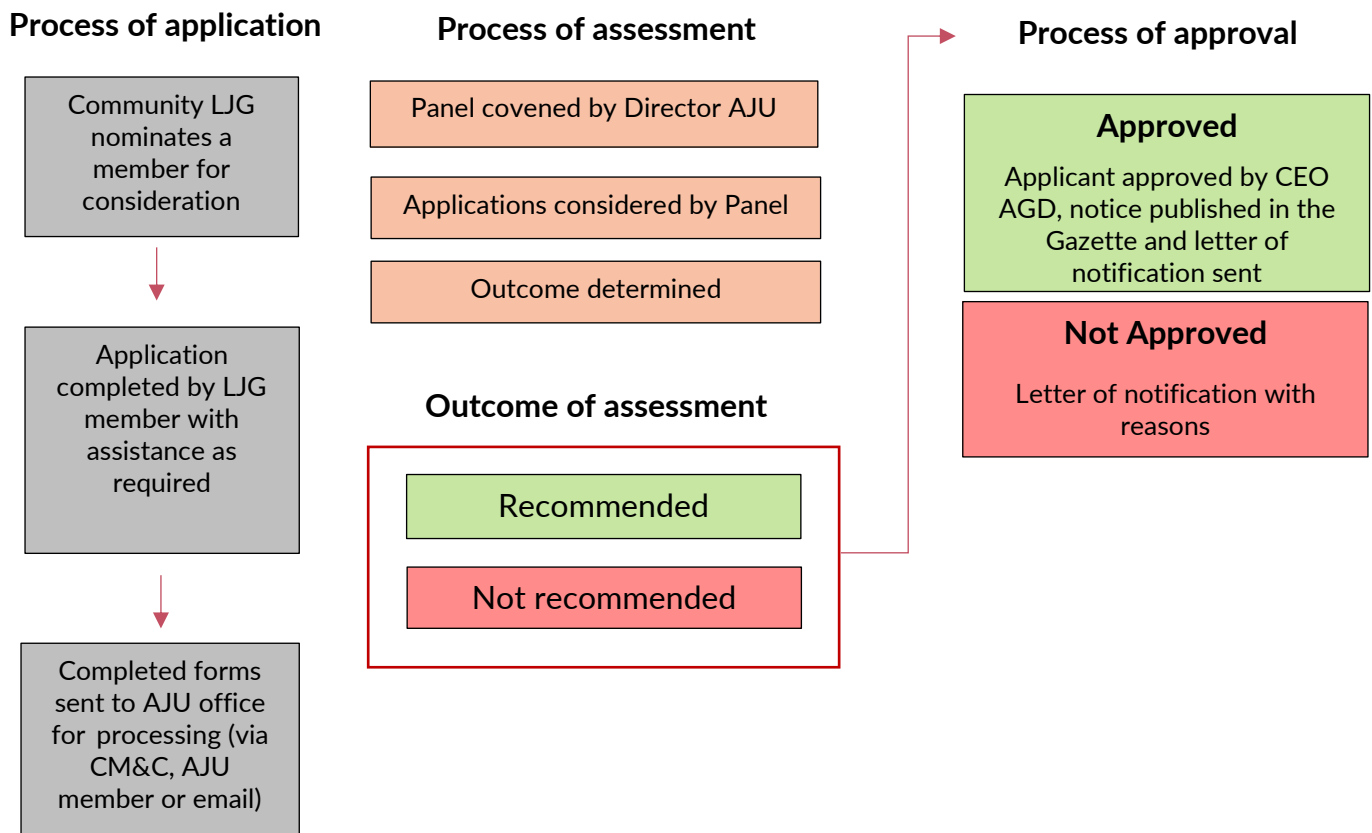 Process of application
Community LJG
nominates a
member for
consideration
Application
completed by LJG
member with
assistance as
required
Completed forms
sent to AJU office
for processing (via
CM&C, AJU
member or email)
Process of assessment
Panel covened by Director AJU
Applications considered by Panel
Outcome determined
Outcome of assessment
Recommended
Not recommended
Process of approval
Approved
Applicant approved by CEO
AGD, notice published in the
Gazette and letter of
notification sent
Not Approved
Letter of notification with
reasons